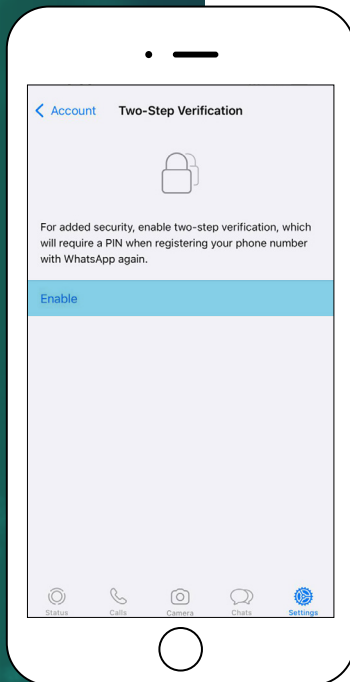 Account Two-Step Verification
For added security, enable two-step verification, which
will require a PIN when registering your phone number
with WhatsApp again.
Enable
Status Calls Camera Chats Settings